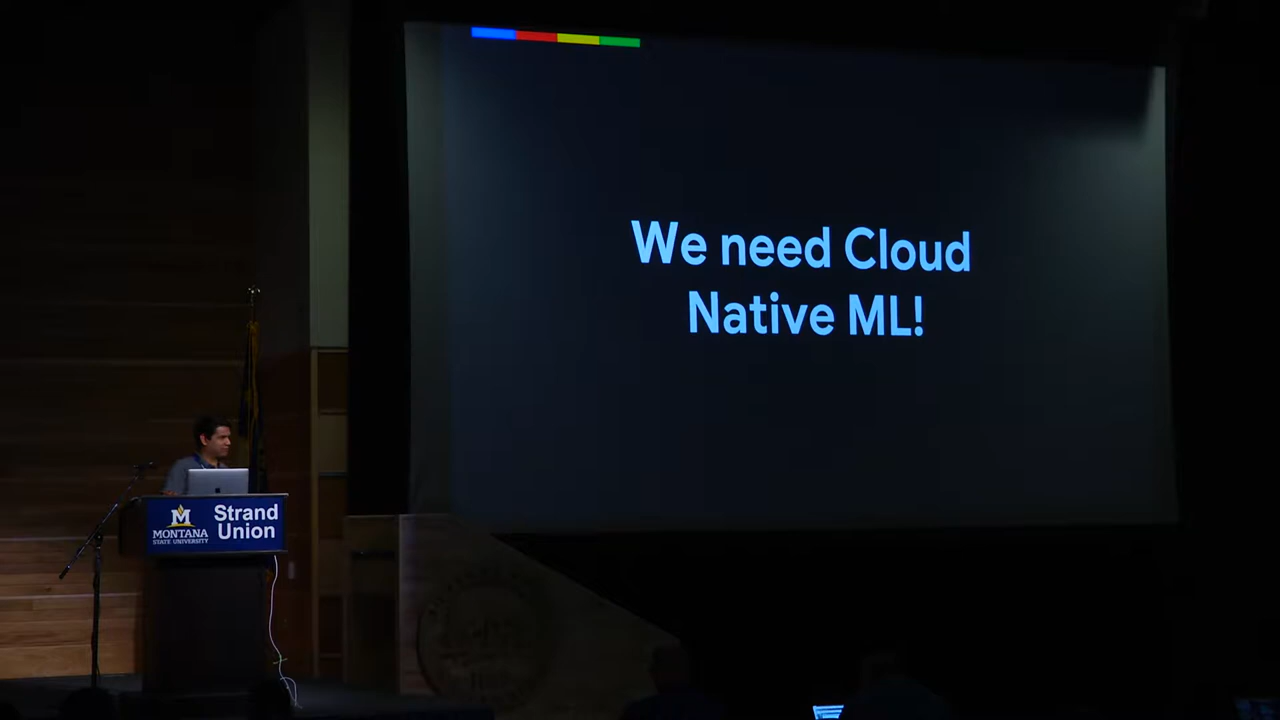 We need Cloud
Native ML!
Strand
Union
MONTANA
STATE UNIVERSITY